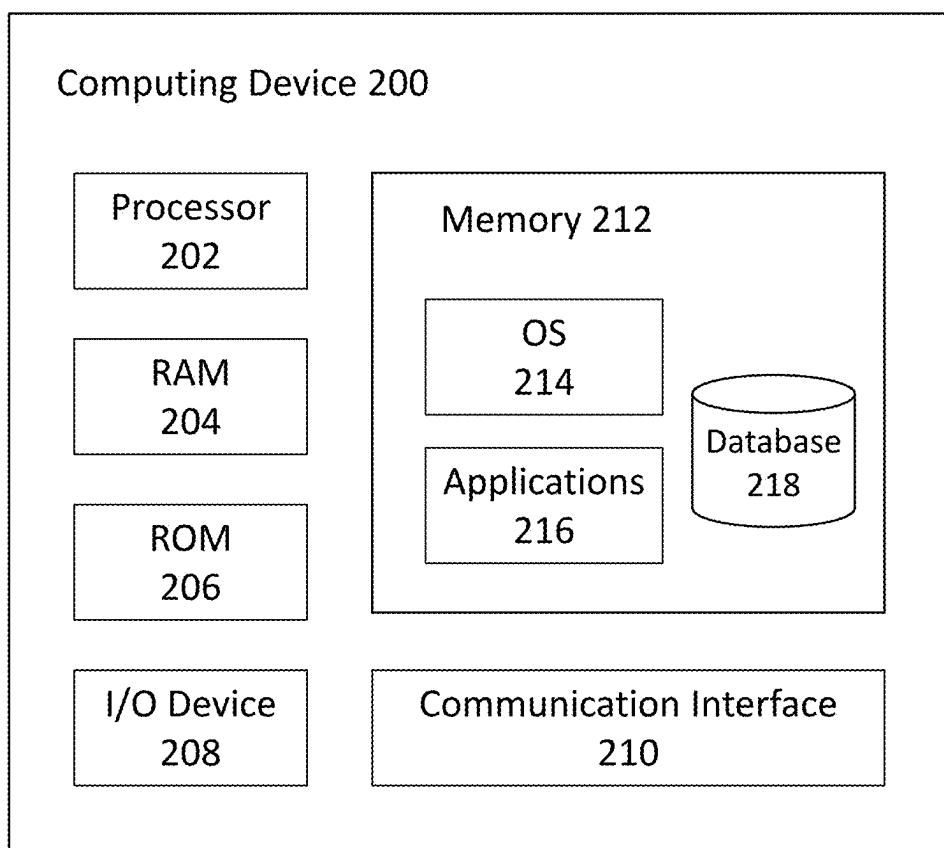 Computing Device 200
Processor
202
RAM
204
ROM
206
I/O Device
208
Memory 212
OS
214
Applications
216
Database
218
Communication Interface
210